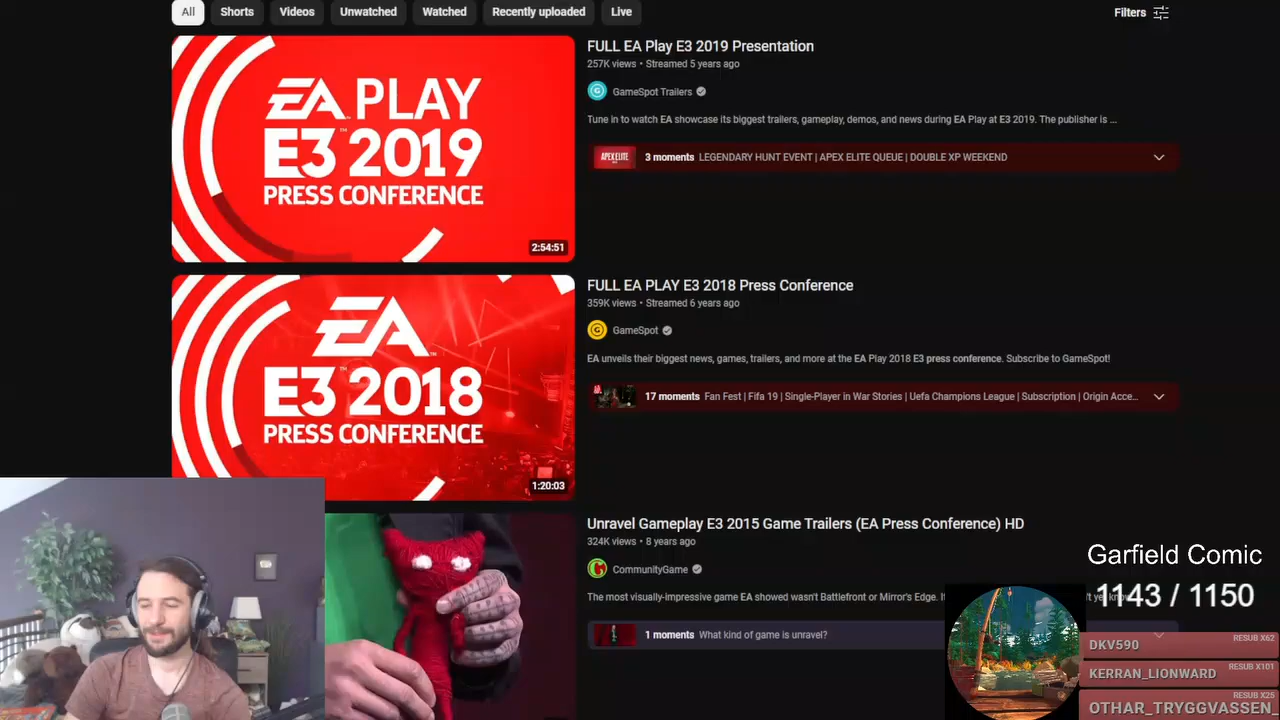 All
Shorts
Videos
Unwatched
Watched
Recently uploaded
Live
Filters
EA PLAY
E3™ 2019
PRESS CONFERENCE
2:54:51
FULL EA Play E3 2019 Presentation
257K views • Streamed 5 years ago
G GameSpot Trailers
Tune in to watch EA showcase its biggest trailers, gameplay, demos, and news during EA Play at E3 2019. The publisher is ...
APEX ELITE
3 moments LEGENDARY HUNT EVENT | APEX ELITE QUEUE | DOUBLE XP WEEKEND
EA™
E3™ 2018
PRESS CONFERENCE
1:20:03
FULL EA PLAY E3 2018 Press Conference
359K views • Streamed 6 years ago
G GameSpot
EA unveils their biggest news, games, trailers, and more at the EA Play 2018 E3 press conference. Subscribe to GameSpot!
17 moments Fan Fest | Fifa 19 | Single-Player in War Stories | Uefa Champions League | Subscription | Origin Acce...
Unravel Gameplay E3 2015 Game Trailers (EA Press Conference) HD
324K views • 8 years ago
CommunityGame
The most visually-impressive game EA showed wasn't Battlefront or Mirror's Edge.
1 moments What kind of game is unravel?
Garfield Comic
1143 / 1150
DKV590
RESUB X62
KERRAN_LIONWARD
RESUB X101
OTHAR_TRYGGVASSEN_
RESUB X25